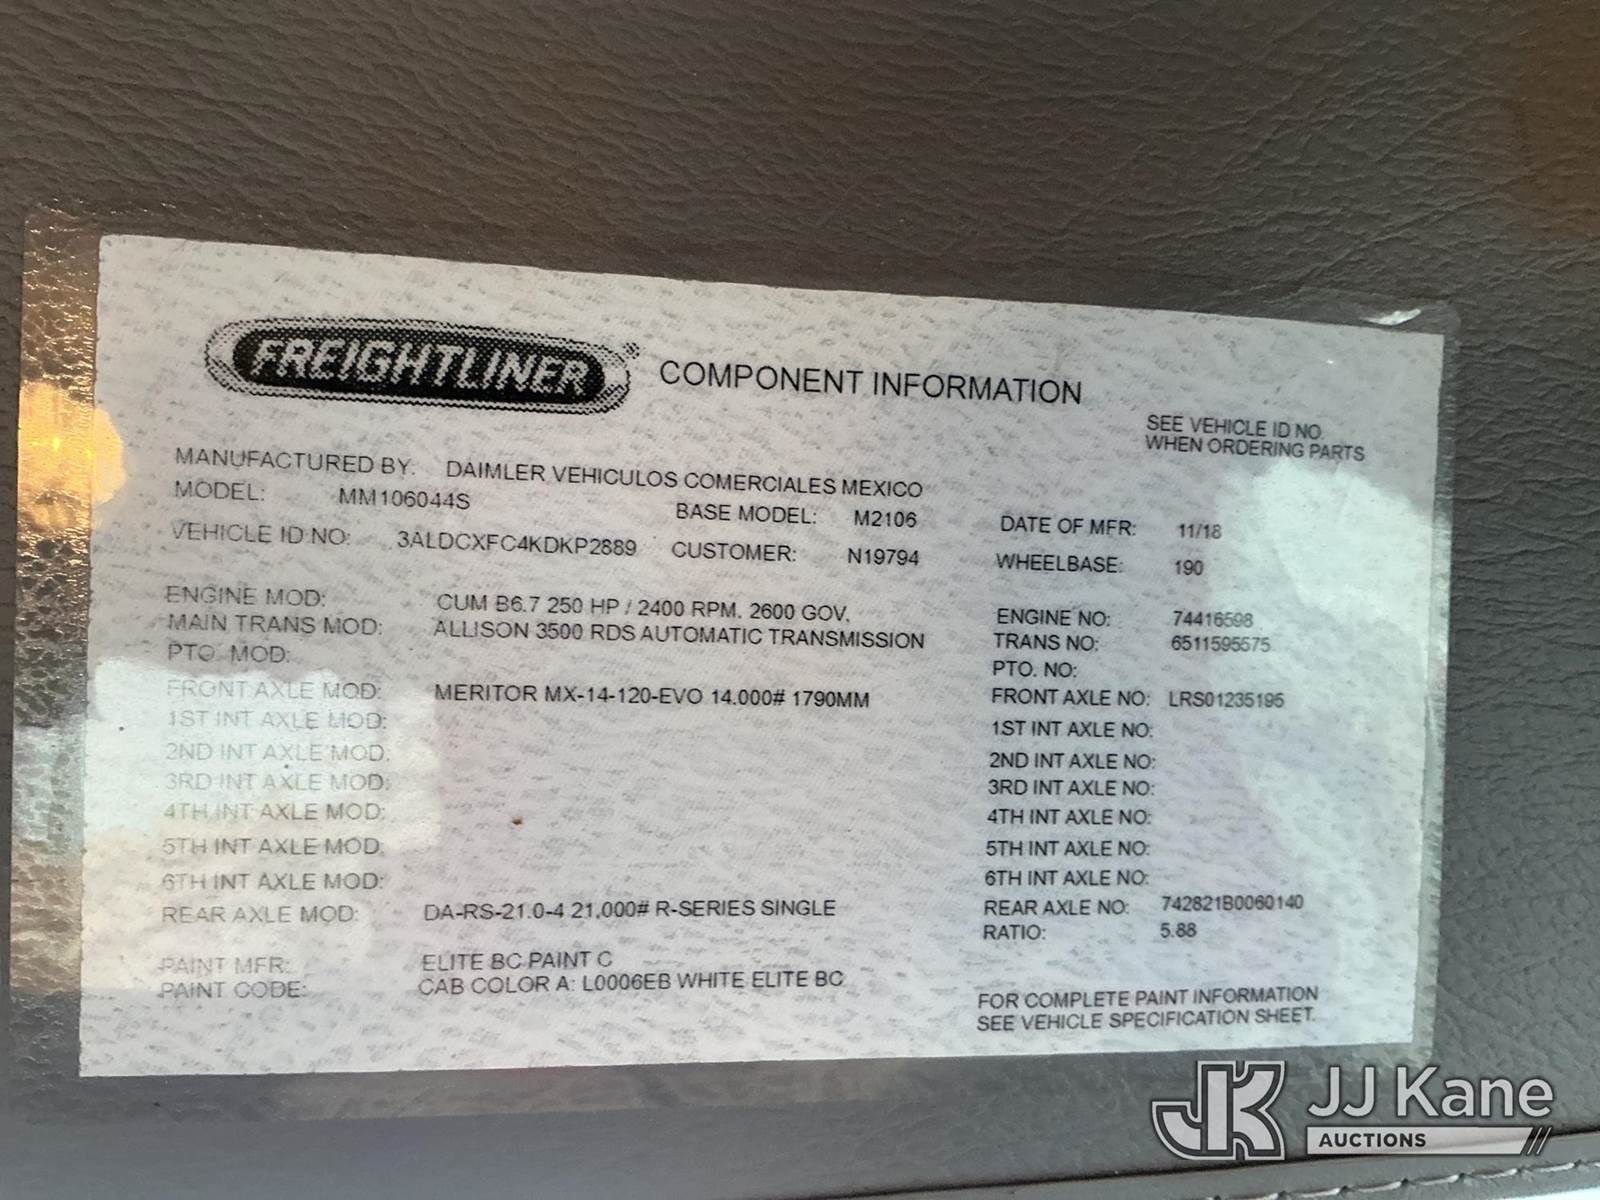 FREIGHTLINER COMPONENT INFORMATION
SEE VEHICLE ID NO.
WHEN ORDERING PARTS
MANUFACTURED BY: DAIMLER VEHICULOS COMERCIALES MEXICO
MODEL: MM106044S BASE MODEL: M2106 DATE OF MFR: 11/18
VEHICLE ID NO: 3ALDCXFC4KDKP2889 CUSTOMER: N19794 WHEELBASE: 190
ENGINE MOD: CUM B6.7 250 HP / 2400 RPM. 2600 GOV. ENGINE NO: 74416598
MAIN TRANS MOD: ALLISON 3500 RDS AUTOMATIC TRANSMISSION TRANS NO: 6511595575
PTO. MOD: PTO. NO:
FRONT AXLE MOD: MERITOR MX-14-120-EVO 14.000# 1790MM FRONT AXLE NO: LRS01235195
1ST INT AXLE MOD: 1ST INT AXLE NO:
2ND INT AXLE MOD: 2ND INT AXLE NO:
3RD INT AXLE MOD: 3RD INT AXLE NO:
4TH INT AXLE MOD: 4TH INT AXLE NO:
5TH INT AXLE MOD: 5TH INT AXLE NO:
6TH INT AXLE MOD: 6TH INT AXLE NO:
REAR AXLE MOD: DA-RS-21.0-4 21,000# R-SERIES SINGLE REAR AXLE NO: 742821B0060140
RATIO: 5.88
PAINT MFR: ELITE BC PAINT C
PAINT CODE: CAB COLOR A: L0006EB WHITE ELITE BC
FOR COMPLETE PAINT INFORMATION
SEE VEHICLE SPECIFICATION SHEET.
JK JJ Kane
AUCTIONS